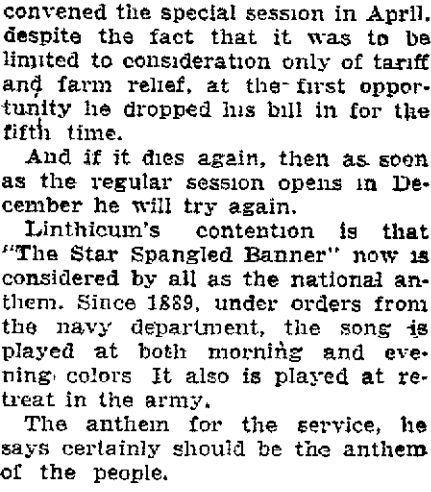 convened the special session in April,
despite the fact that it was to be
limited to consideration only of tariff
and farm relief, at the first oppor-
tunity he dropped his bill in for the
fifth time.
And if it dies again, then as soon
as the regular session opens in De-
cember he will try again.
Linthicum's contention is that
"The Star Spangled Banner" now is
considered by all as the national an-
them. Since 1889, under orders from
the navy department, the song is
played at both morning and eve-
ning colors It also is played at re-
treat in the army.
The anthem for the service, he
says certainly should be the anthem
of the people.